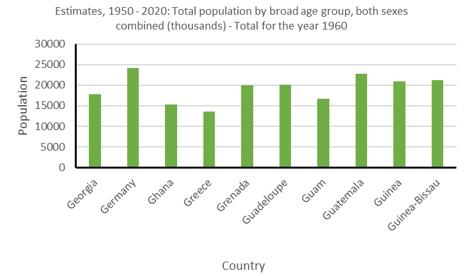 Estimates, 1950 - 2020: Total population by broad age group, both sexes
combined (thousands) - Total for the year 1960
30000
25000
20000
15000
10000
5000
0
Population
Georgia
Germany
Ghana
Greece
Grenada
Guadeloupe
Guam
Guatemala
Guinea
Guinea-Bissau
Country